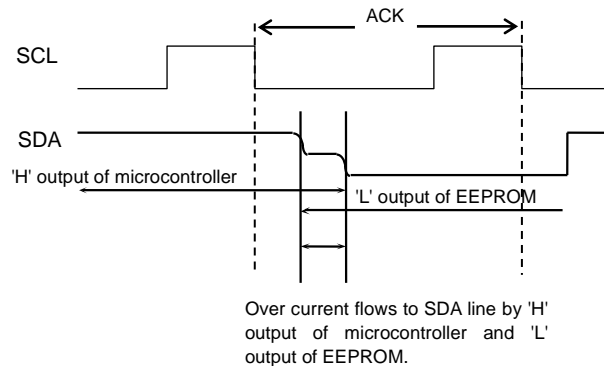 ACK
SCL
SDA
'H' output of microcontroller
'L' output of EEPROM
Over current flows to SDA line by 'H'
output of microcontroller and 'L'
output of EEPROM.